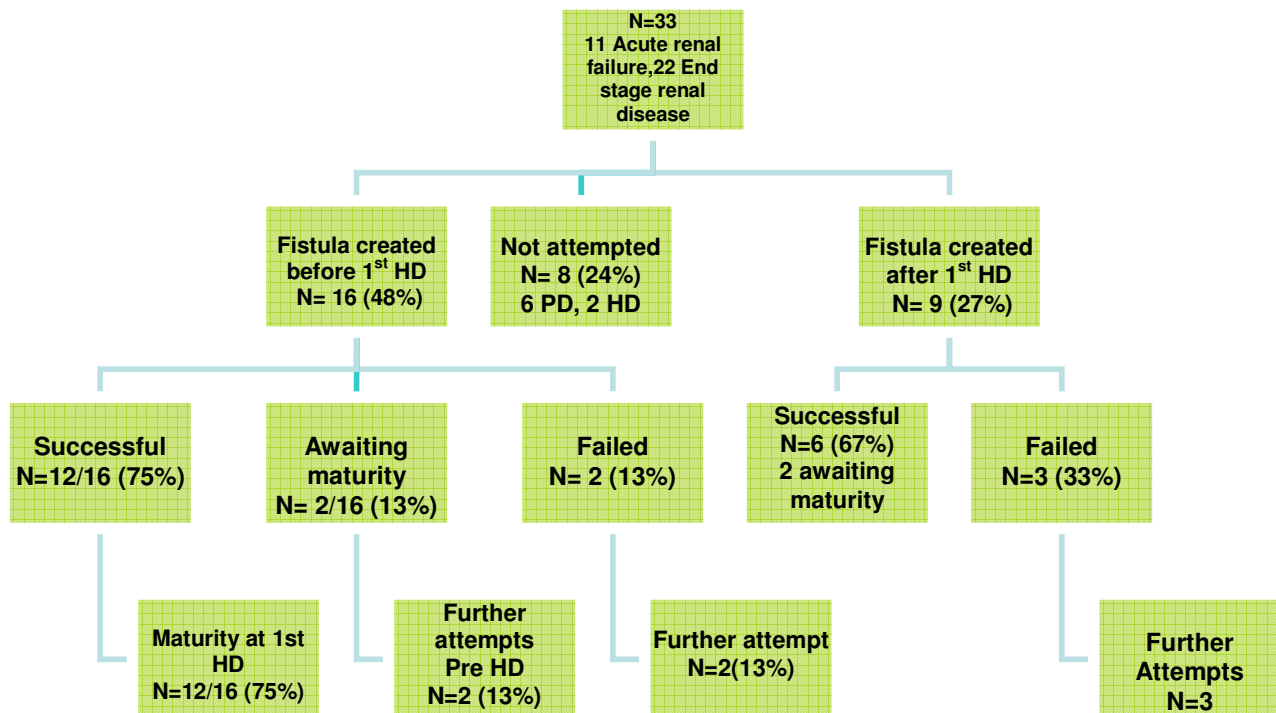 N=33
11 Acute renal
failure,22 End
stage renal
disease
Fistula created
before 1st HD
N= 16 (48%)
Not attempted
N= 8 (24%)
6 PD, 2 HD
Fistula created
after 1st HD
N= 9 (27%)
Successful
N=12/16 (75%)
Awaiting
maturity
N= 2/16 (13%)
Failed
N= 2 (13%)
Successful
N=6 (67%)
2 awaiting
maturity
Failed
N=3 (33%)
Maturity at 1st
HD
N=12/16 (75%)
Further
attempts
Pre HD
N=2 (13%)
Further attempt
N=2(13%)
Further
Attempts
N=3